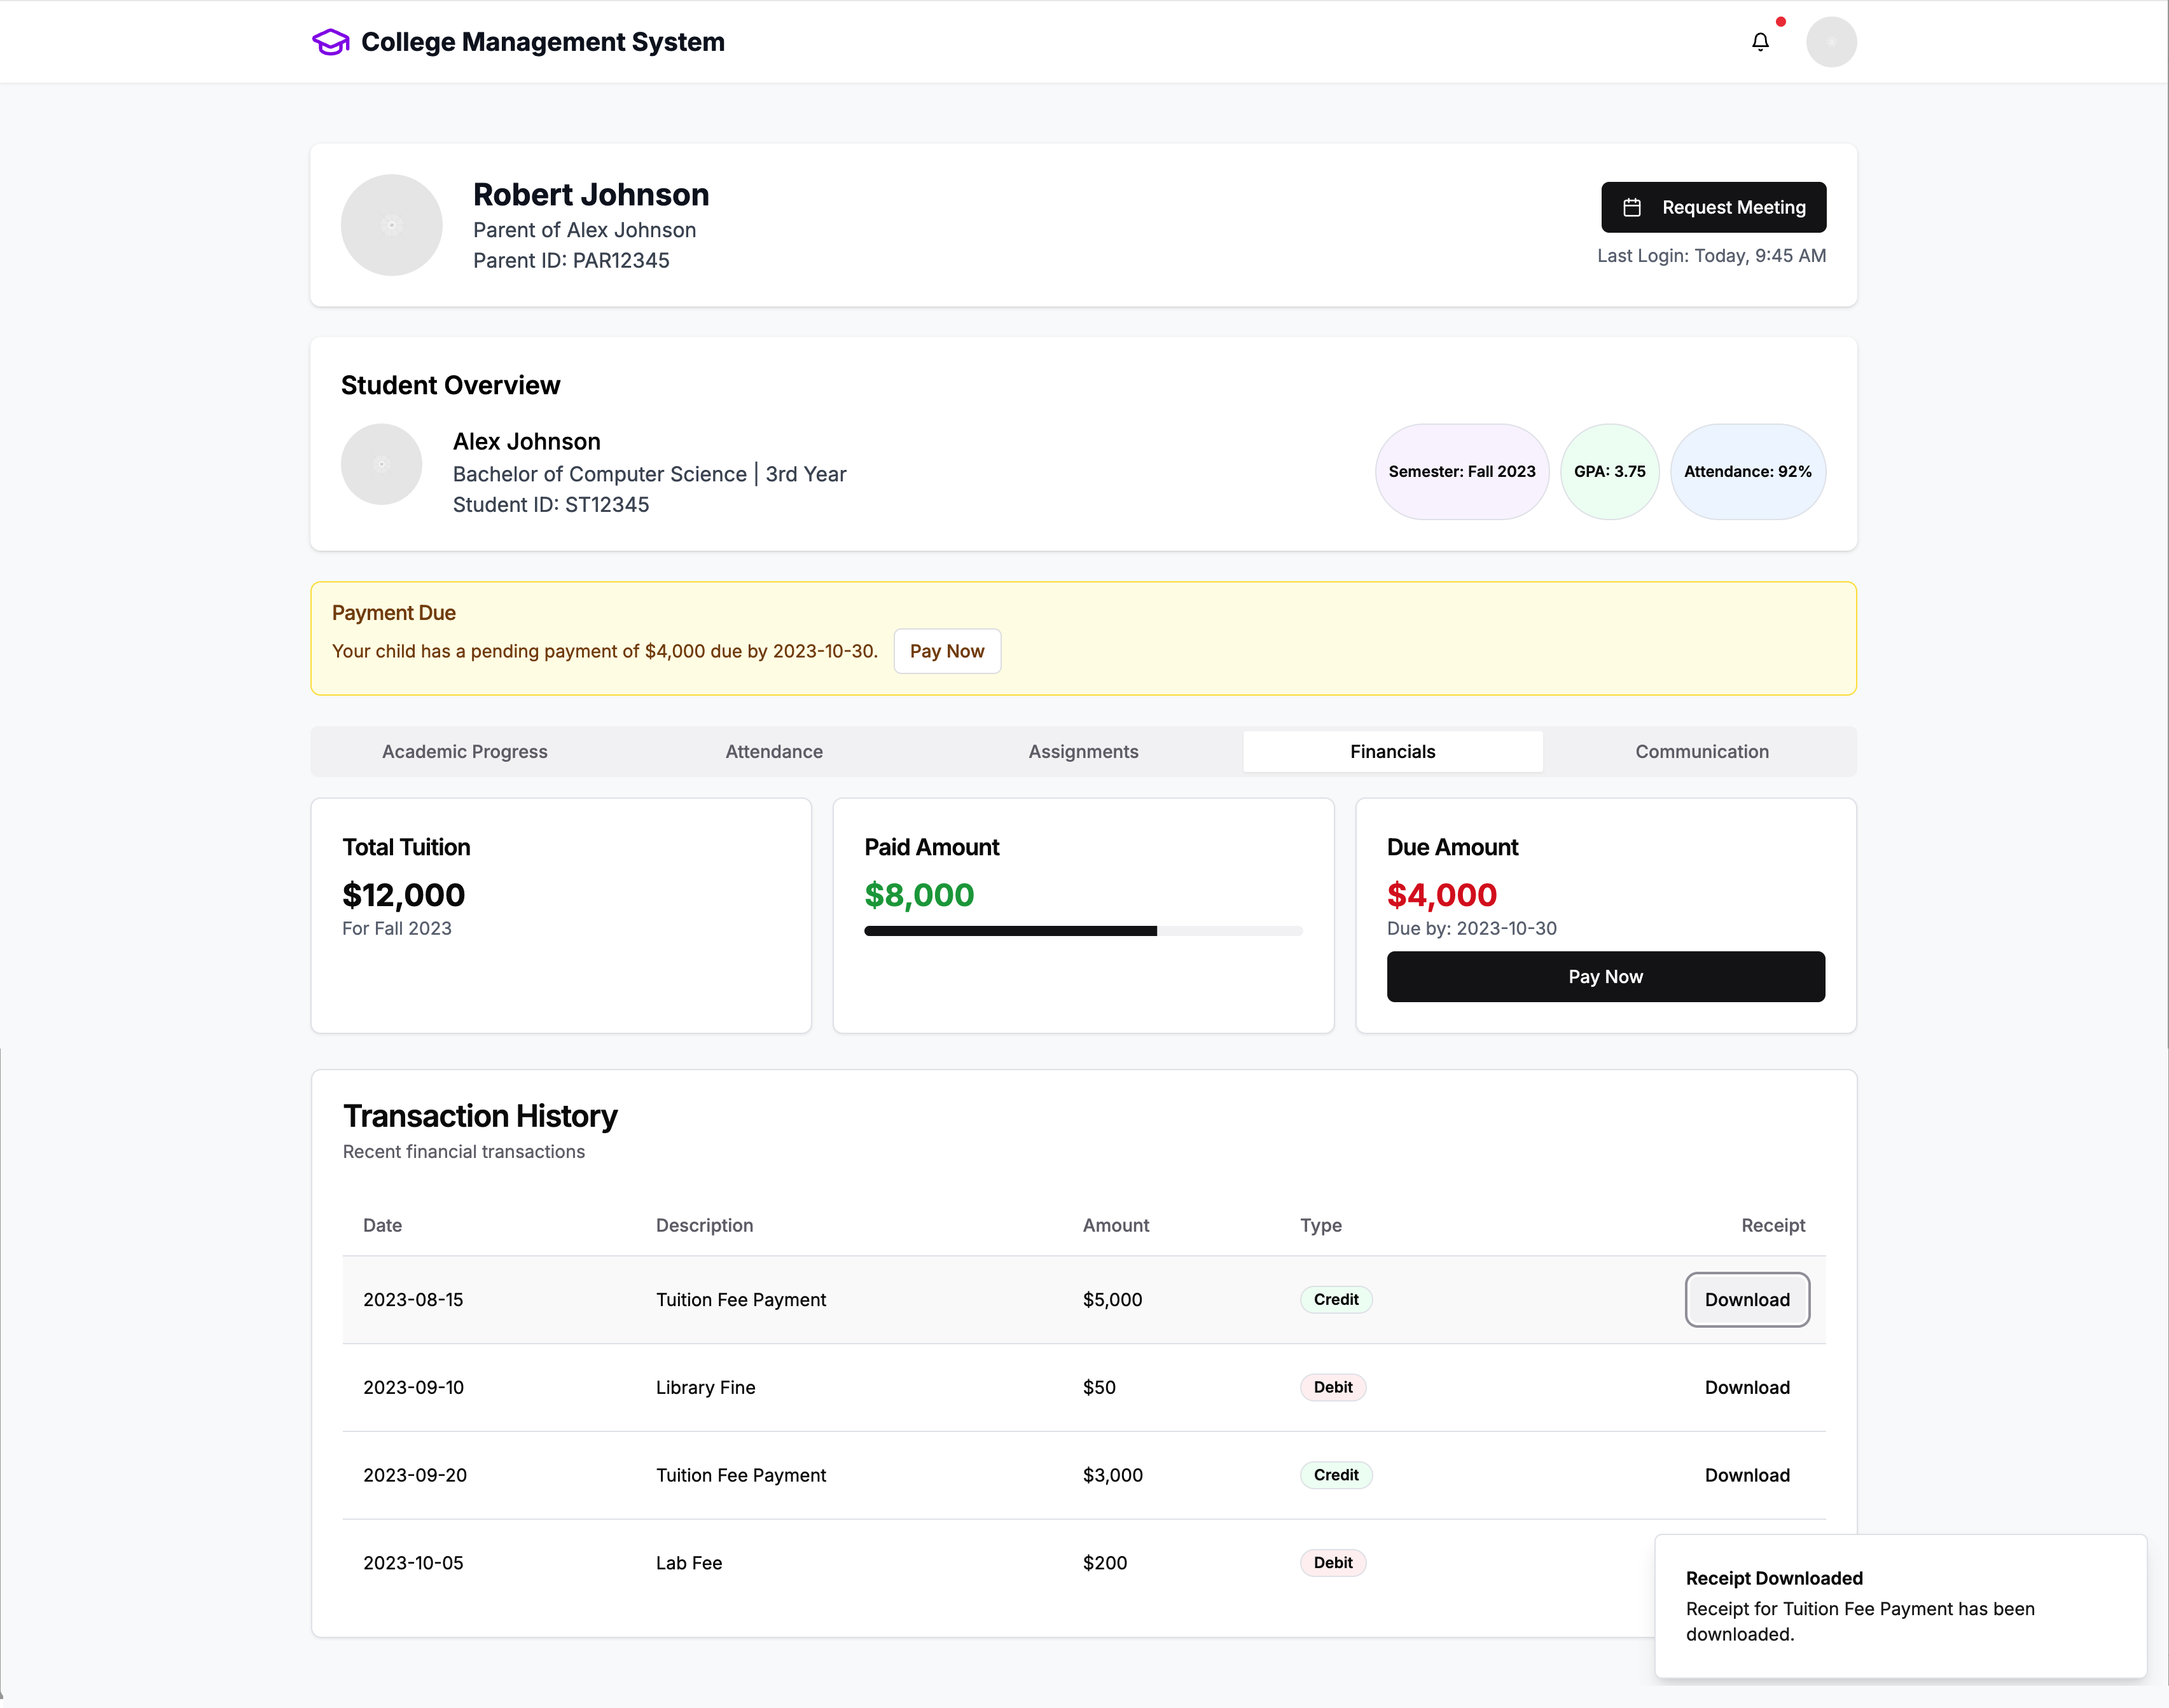 College Management System
Robert Johnson
Parent of Alex Johnson
Parent ID: PAR12345
Request Meeting
Last Login: Today, 9:45 AM
Student Overview
Alex Johnson
Bachelor of Computer Science | 3rd Year
Student ID: ST12345
Semester: Fall 2023
GPA: 3.75
Attendance: 92%
Payment Due
Your child has a pending payment of $4,000 due by 2023-10-30.
Pay Now
Academic Progress
Attendance
Assignments
Financials
Communication
Total Tuition
$12,000
For Fall 2023
Paid Amount
$8,000
Due Amount
$4,000
Due by: 2023-10-30
Pay Now
Transaction History
Recent financial transactions
Date Description Amount Type Receipt
2023-08-15 Tuition Fee Payment $5,000 Credit Download
2023-09-10 Library Fine $50 Debit Download
2023-09-20 Tuition Fee Payment $3,000 Credit Download
2023-10-05 Lab Fee $200 Debit
Receipt Downloaded
Receipt for Tuition Fee Payment has been
downloaded.